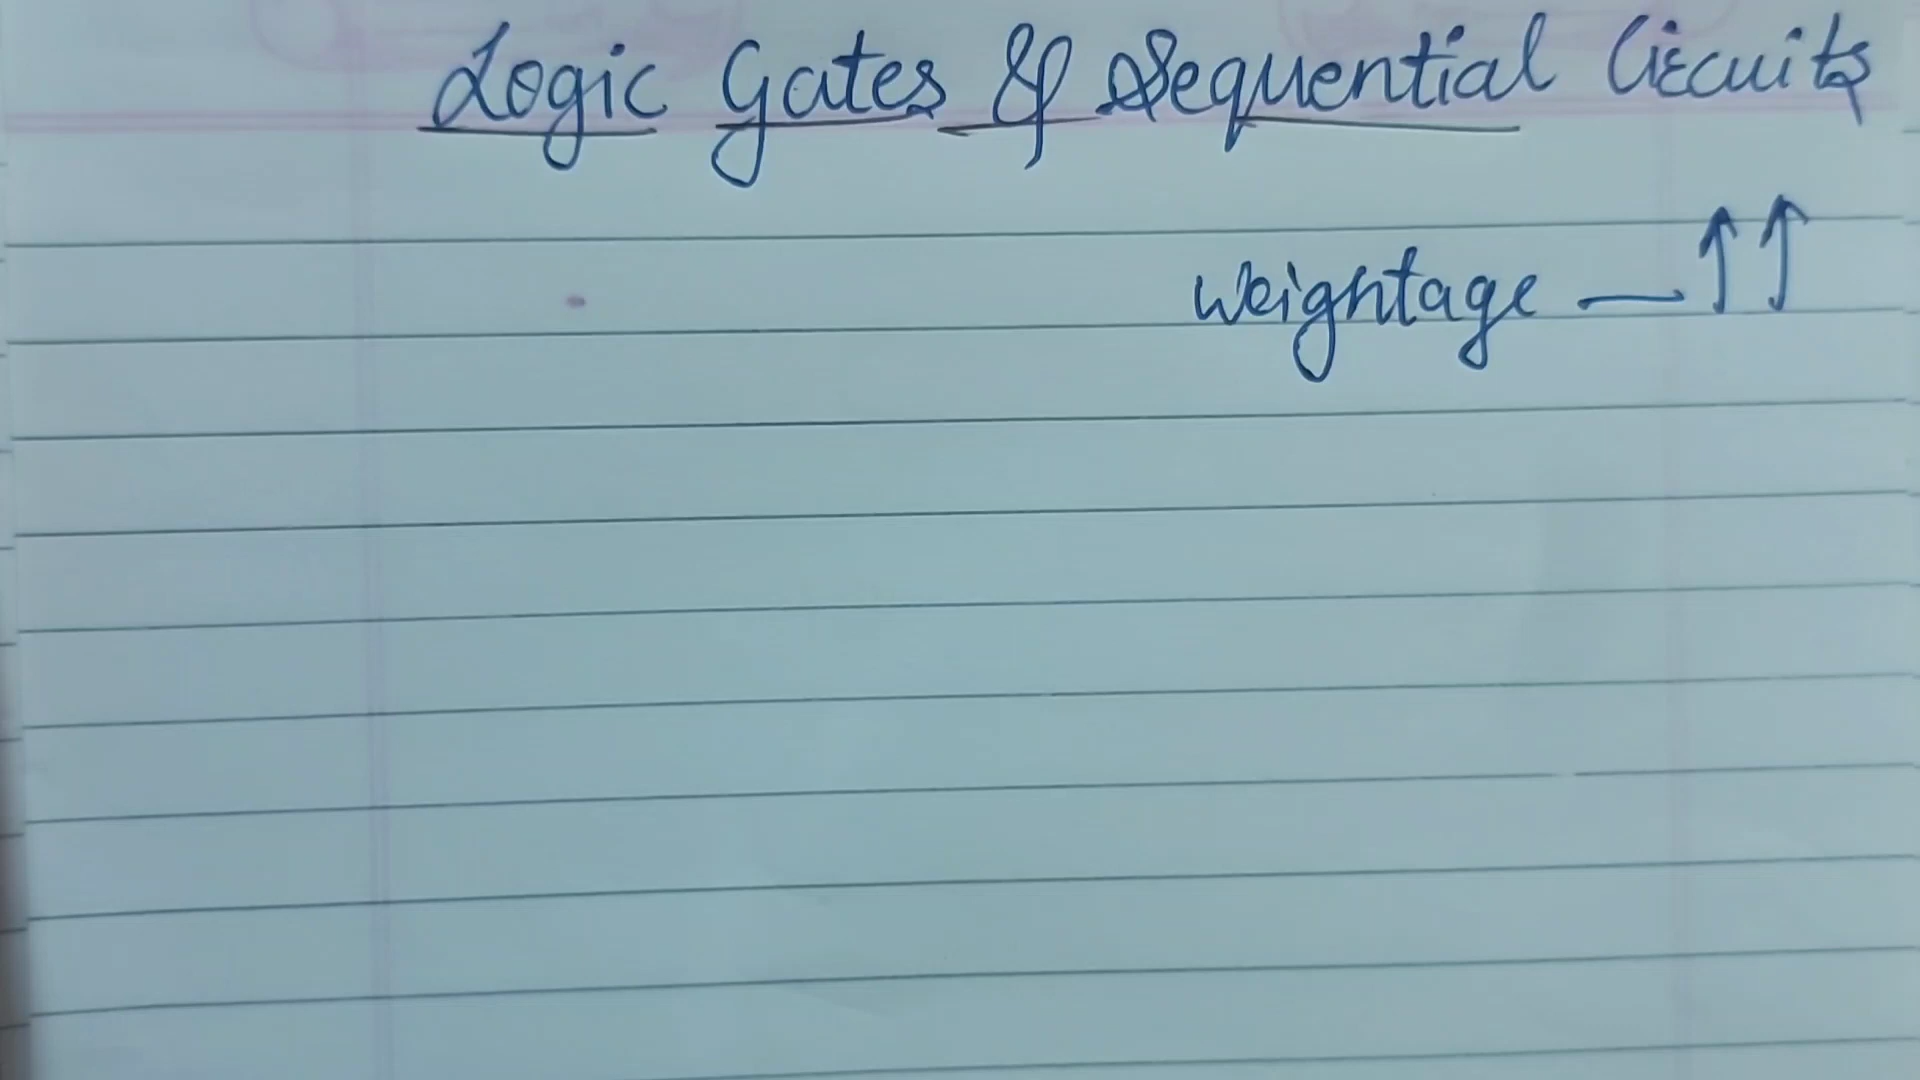 Logic Gates & Sequential Circuits
Weightage — ↑↑